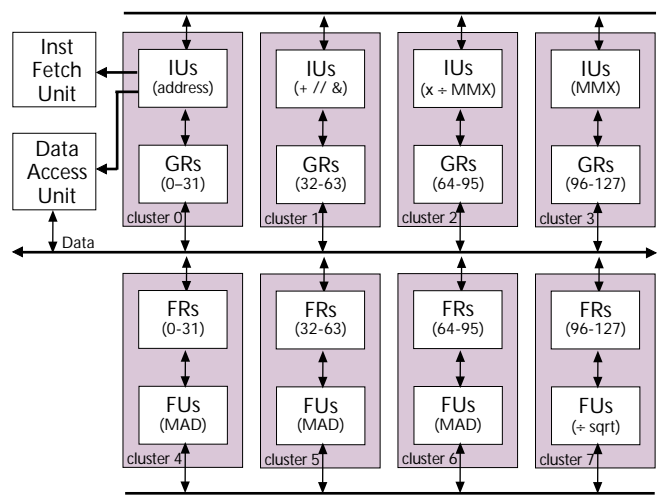 Inst
Fetch
Unit
IUs
(address)
IUs
(+ // &)
IUs
(x ÷ MMX)
IUs
(MMX)
Data
Access
Unit
GRs
(0–31)
GRs
(32-63)
GRs
(64-95)
GRs
(96-127)
cluster 0
cluster 1
cluster 2
cluster 3
Data
FRs
(0-31)
FRs
(32-63)
FRs
(64-95)
FRs
(96-127)
FUs
(MAD)
FUs
(MAD)
FUs
(MAD)
FUs
(÷ sqrt)
cluster 4
cluster 5
cluster 6
cluster 7